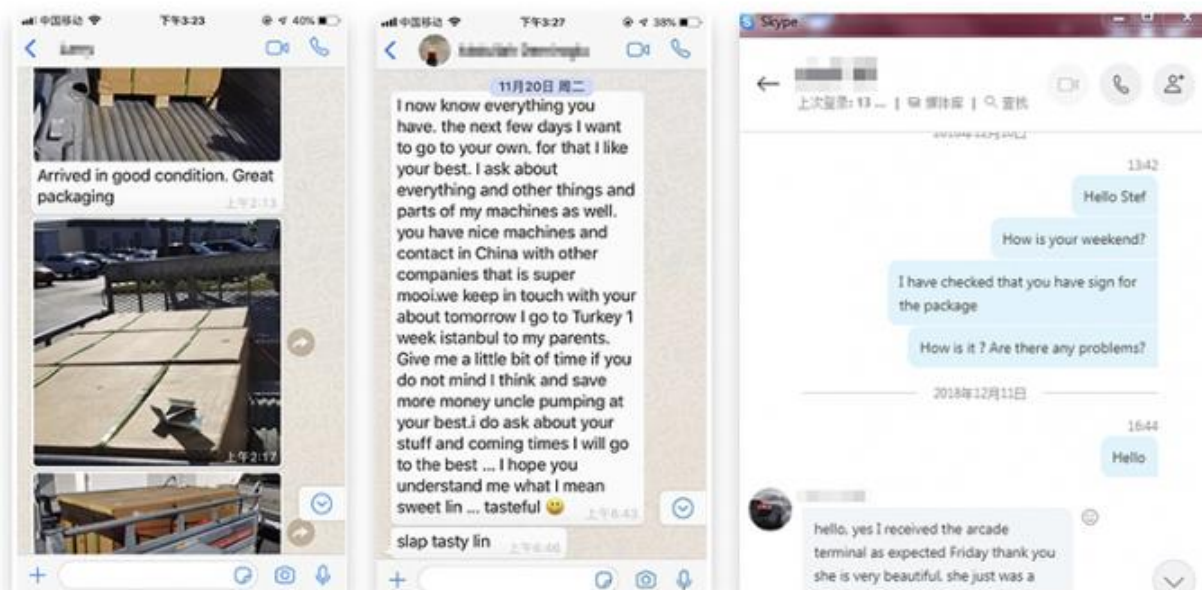 中国移动
下午3:23
40%
Arrived in good condition. Great
packaging
上午2:13
上午2:17
中国移动
下午3:27
38%
11月20日 周二
I now know everything you
have. the next few days I want
to go to your own. for that I like
your best. I ask about
everything and other things and
parts of my machines as well.
you have nice machines and
contact in China with other
companies that is super
mooi.we keep in touch with your
about tomorrow I go to Turkey 1
week istanbul to my parents.
Give me a little bit of time if you
do not mind I think and save
more money uncle pumping at
your best.i do ask about your
stuff and coming times I will go
to the best ... I hope you
understand me what I mean
sweet lin ... tasteful
上午6:43
slap tasty lin
上午6:46
Skype
上次登录: 13 ... | 媒体库 | 查找
13:42
Hello Stef
How is your weekend?
I have checked that you have sign for
the package
How is it ? Are there any problems?
2018年12月11日
16:44
Hello
hello, yes I received the arcade
terminal as expected Friday thank you
she is very beautiful. she just was a